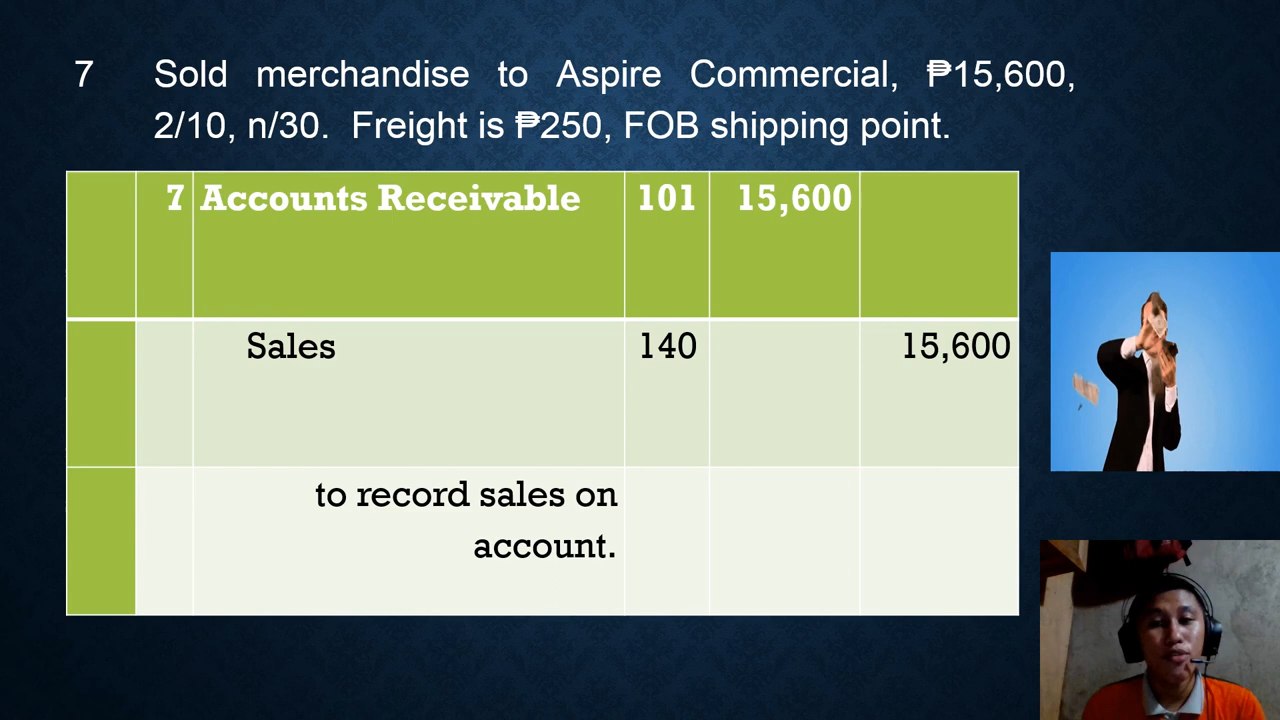 7 Sold merchandise to Aspire Commercial, ₱15,600,
2/10, n/30. Freight is ₱250, FOB shipping point.
7 Accounts Receivable 101 15,600
Sales 140 15,600
to record sales on
account.